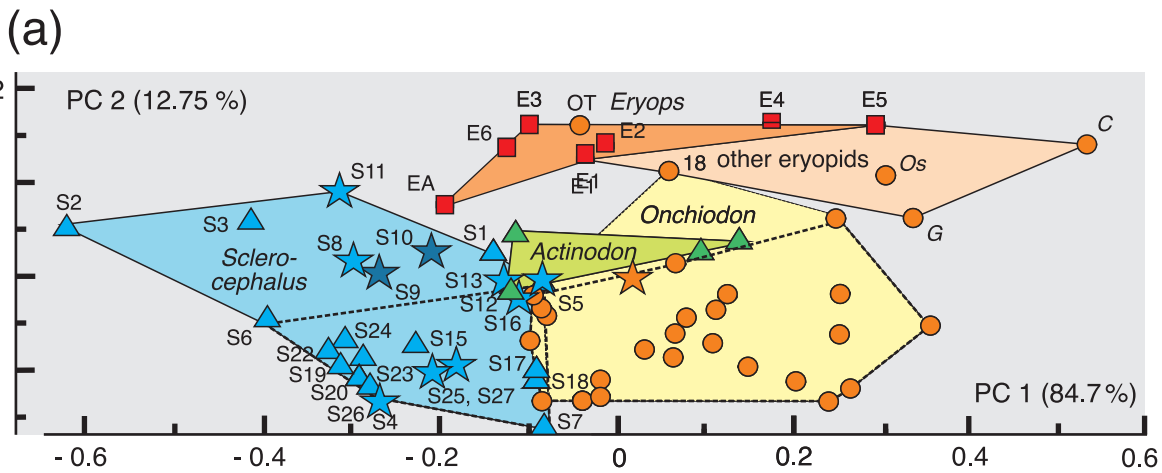 (a)
2
PC 2 (12.75 %)
E3
OT
Eryops
E4
E5
C
E6
E2
E1
18 other eryopids
Os
EA
S11
S2
S3
Onchiodon
G
S8
S10
S1
Actinodon
Sclero-
cephalus
S9
S13
S12
S5
S16
S6
S24
S15
S22
S17
S19
S23
S18
PC 1 (84.7 %)
S20
S25, S27
S26
S4
S7
- 0.6
- 0.4
- 0.2
0
0.2
0.4
0.6